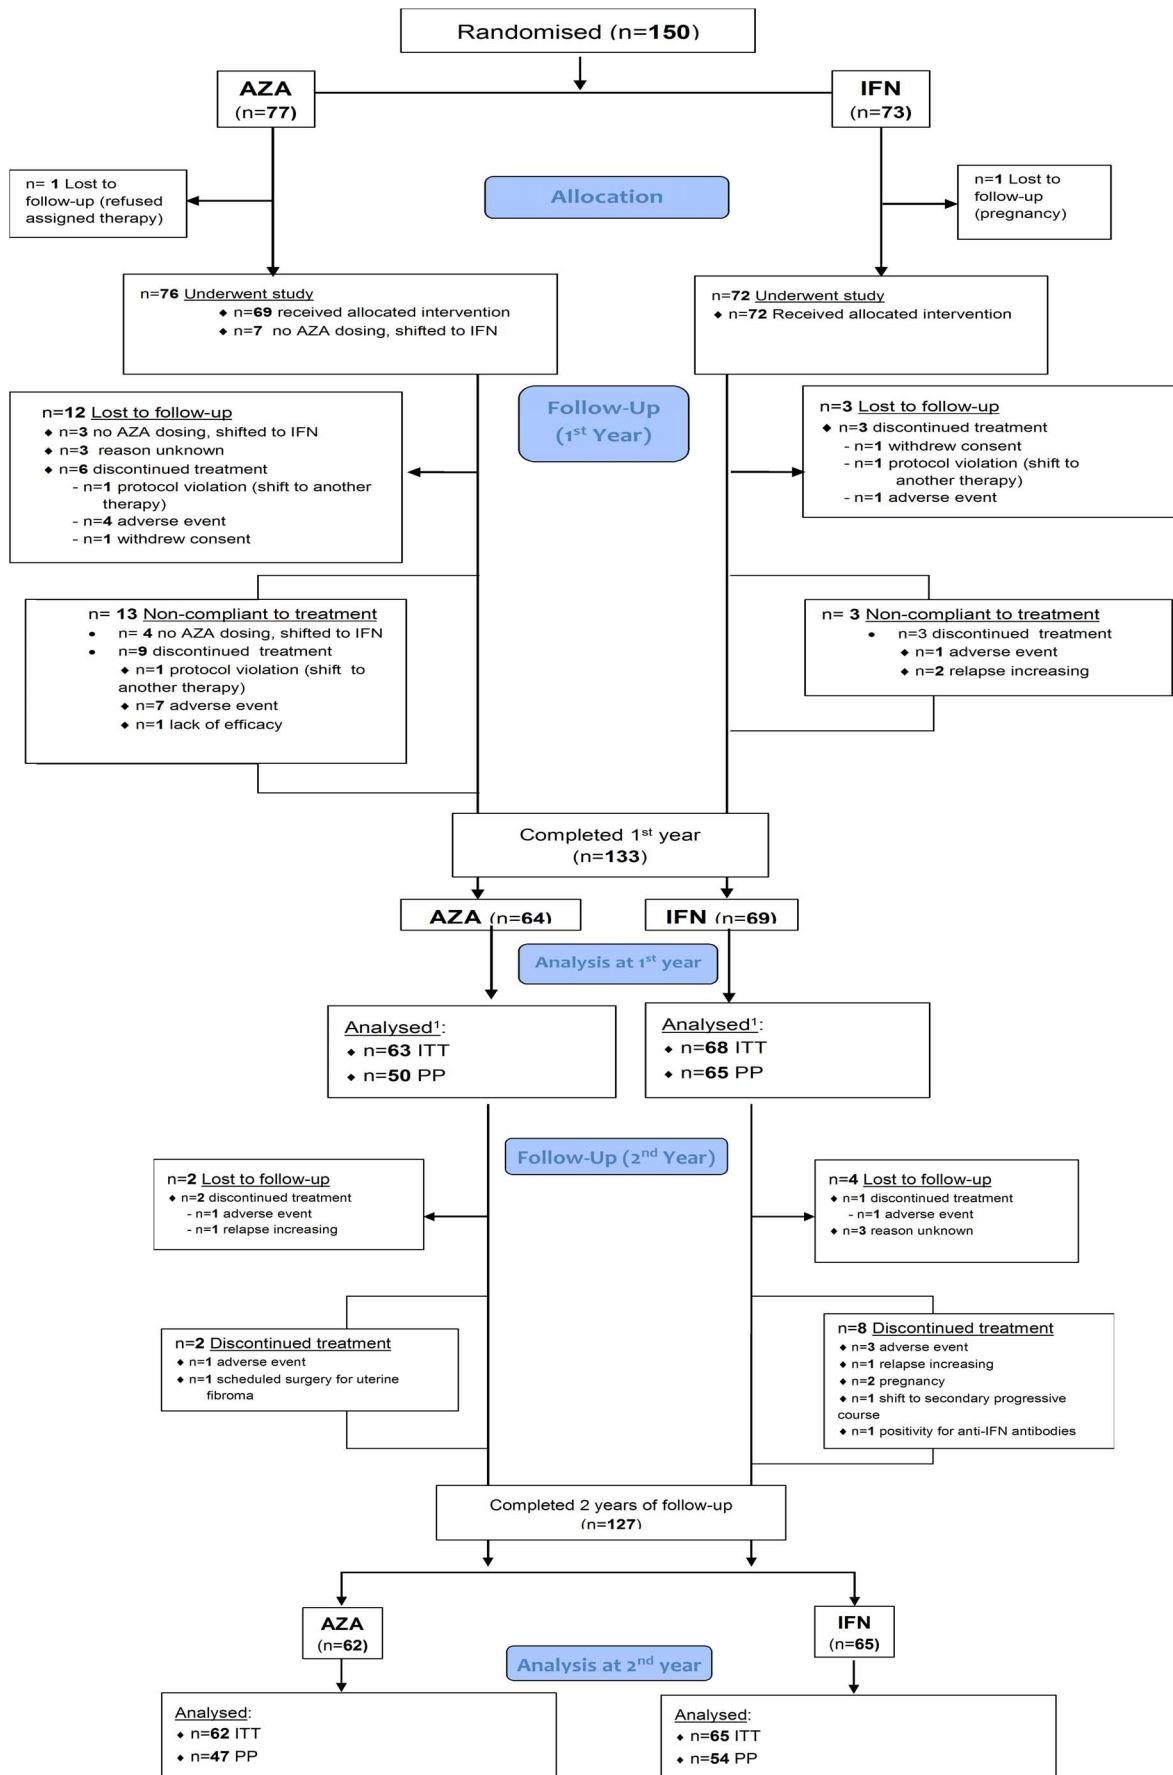 Randomised (n=150)
AZA
(n=77)
IFN
(n=73)
n= 1 Lost to
follow-up (refused
assigned therapy)
Allocation
n=1 Lost to
follow-up
(pregnancy)
n=76 Underwent study
◆ n=69 received allocated intervention
◆ n=7 no AZA dosing, shifted to IFN
n=72 Underwent study
◆ n=72 Received allocated intervention
n=12 Lost to follow-up
◆ n=3 no AZA dosing, shifted to IFN
◆ n=3 reason unknown
◆ n=6 discontinued treatment
- n=1 protocol violation (shift to another
therapy)
- n=4 adverse event
- n=1 withdrew consent
Follow-Up
(1st Year)
n=3 Lost to follow-up
◆ n=3 discontinued treatment
- n=1 withdrew consent
- n=1 protocol violation (shift to
another therapy)
- n=1 adverse event
n= 13 Non-compliant to treatment
• n= 4 no AZA dosing, shifted to IFN
• n=9 discontinued treatment
◆ n=1 protocol violation (shift to
another therapy)
◆ n=7 adverse event
◆ n=1 lack of efficacy
n= 3 Non-compliant to treatment
• n=3 discontinued treatment
◆ n=1 adverse event
◆ n=2 relapse increasing
Completed 1st year
(n=133)
AZA (n=64)
IFN (n=69)
Analysis at 1st year
Analysed1:
◆ n=63 ITT
◆ n=50 PP
Analysed1:
◆ n=68 ITT
◆ n=65 PP
Follow-Up (2nd Year)
n=2 Lost to follow-up
◆ n=2 discontinued treatment
- n=1 adverse event
- n=1 relapse increasing
n=4 Lost to follow-up
◆ n=1 discontinued treatment
- n=1 adverse event
◆ n=3 reason unknown
n=2 Discontinued treatment
◆ n=1 adverse event
◆ n=1 scheduled surgery for uterine
fibroma
n=8 Discontinued treatment
◆ n=3 adverse event
◆ n=1 relapse increasing
◆ n=2 pregnancy
◆ n=1 shift to secondary progressive
course
◆ n=1 positivity for anti-IFN antibodies
Completed 2 years of follow-up
(n=127)
AZA
(n=62)
IFN
(n=65)
Analysis at 2nd year
Analysed:
◆ n=62 ITT
◆ n=47 PP
Analysed:
◆ n=65 ITT
◆ n=54 PP